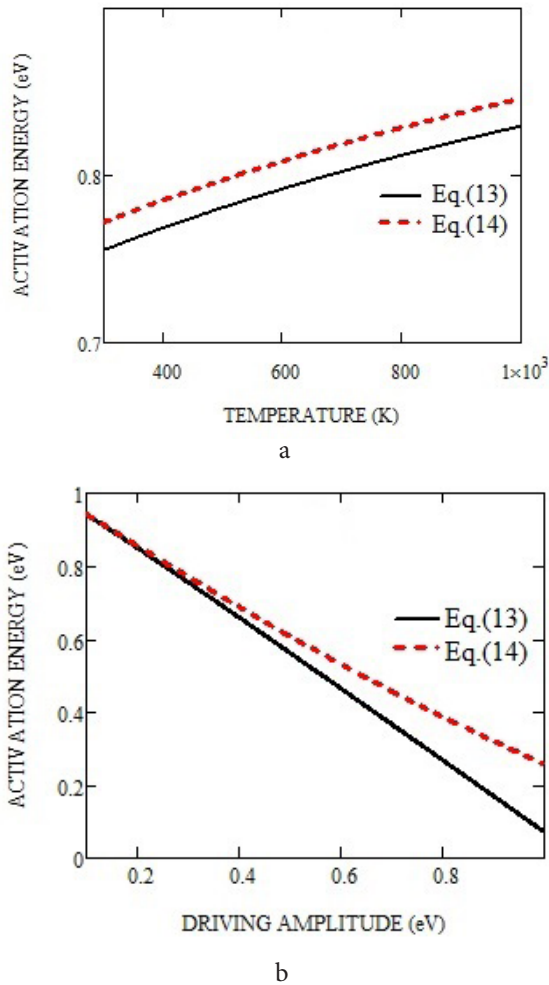 ACTIVATION ENERGY (eV)
0.8
0.7
Eq.(13)
Eq.(14)
400
600
800
1×10³
TEMPERATURE (K)
a
ACTIVATION ENERGY (eV)
1
0.8
0.6
0.4
0.2
0
Eq.(13)
Eq.(14)
0.2
0.4
0.6
0.8
DRIVING AMPLITUDE (eV)
b